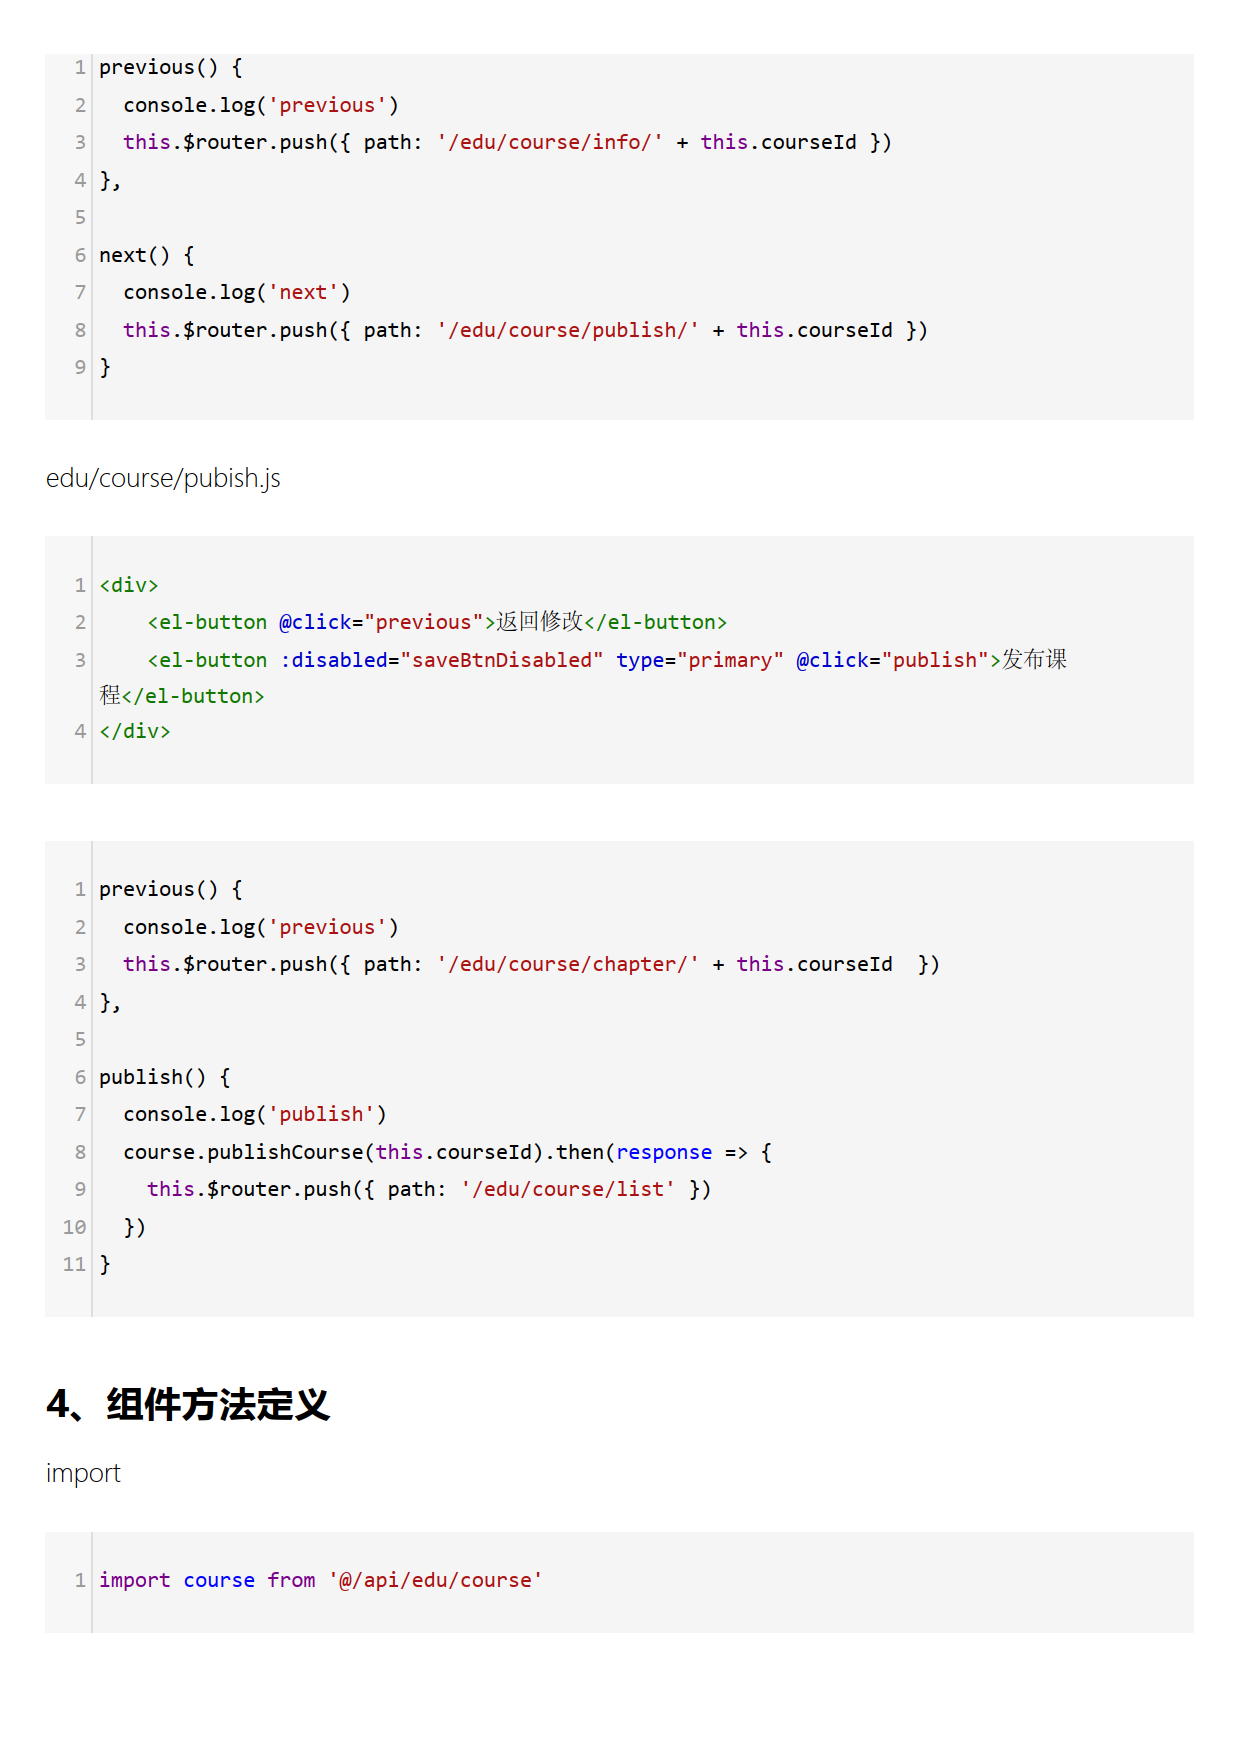 1 previous() {
2   console.log('previous')
3   this.$router.push({ path: '/edu/course/info/' + this.courseId })
4 },
5
6 next() {
7   console.log('next')
8   this.$router.push({ path: '/edu/course/publish/' + this.courseId })
9 }
edu/course/pubish.js
1 <div>
2     <el-button @click="previous">返回修改</el-button>
3     <el-button :disabled="saveBtnDisabled" type="primary" @click="publish">发布课
程</el-button>
4 </div>
1 previous() {
2   console.log('previous')
3   this.$router.push({ path: '/edu/course/chapter/' + this.courseId  })
4 },
5
6 publish() {
7   console.log('publish')
8   course.publishCourse(this.courseId).then(response => {
9     this.$router.push({ path: '/edu/course/list' })
10   })
11 }
4、组件方法定义
import
1 import course from '@/api/edu/course'